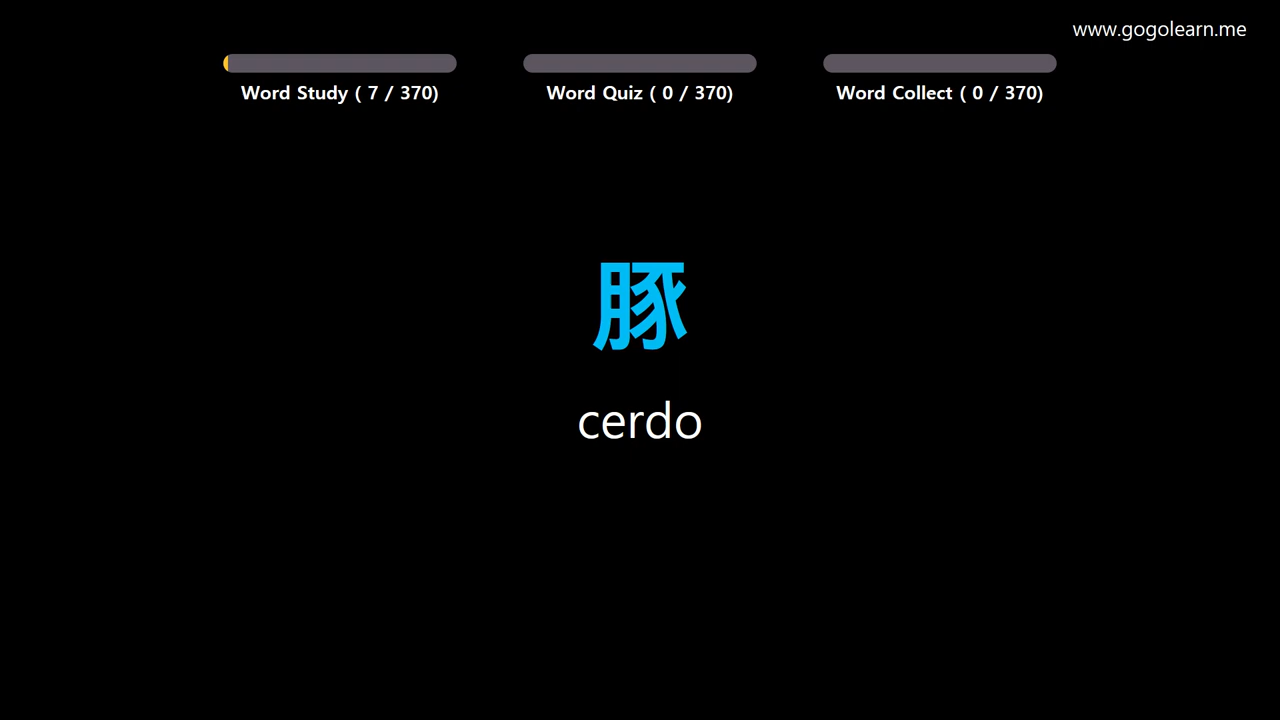 www.gogolearn.me
Word Study ( 7 / 370)
Word Quiz ( 0 / 370)
Word Collect ( 0 / 370)
豚
cerdo